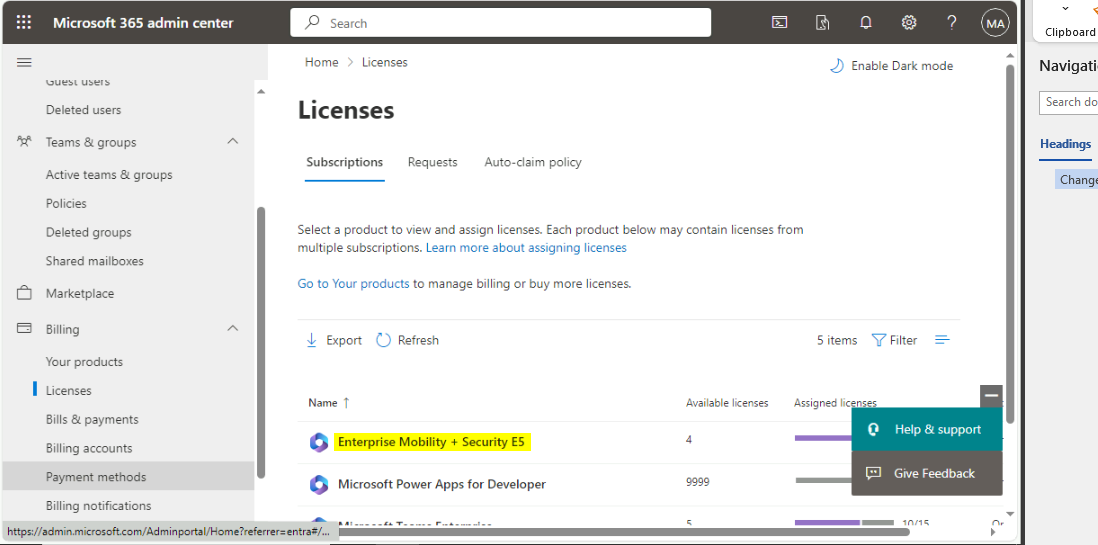 Microsoft 365 admin center
Search
MA
Clipboard
Home > Licenses
Enable Dark mode
Guest users
Deleted users
Teams & groups
Active teams & groups
Policies
Deleted groups
Shared mailboxes
Marketplace
Billing
Your products
Licenses
Bills & payments
Billing accounts
Payment methods
Billing notifications
https://admin.microsoft.com/Adminportal/Home?referrer=entra#/...
Licenses
Subscriptions Requests Auto-claim policy
Select a product to view and assign licenses. Each product below may contain licenses from
multiple subscriptions. Learn more about assigning licenses
Go to Your products to manage billing or buy more licenses.
Export Refresh 5 items Filter
Name ↑ Available licenses Assigned licenses
Enterprise Mobility + Security E5 4
Microsoft Power Apps for Developer 9999
Microsoft Teams Enterprise 5 10/15 Or
Help & support
Give Feedback
Navigati
Search do
Headings
Change